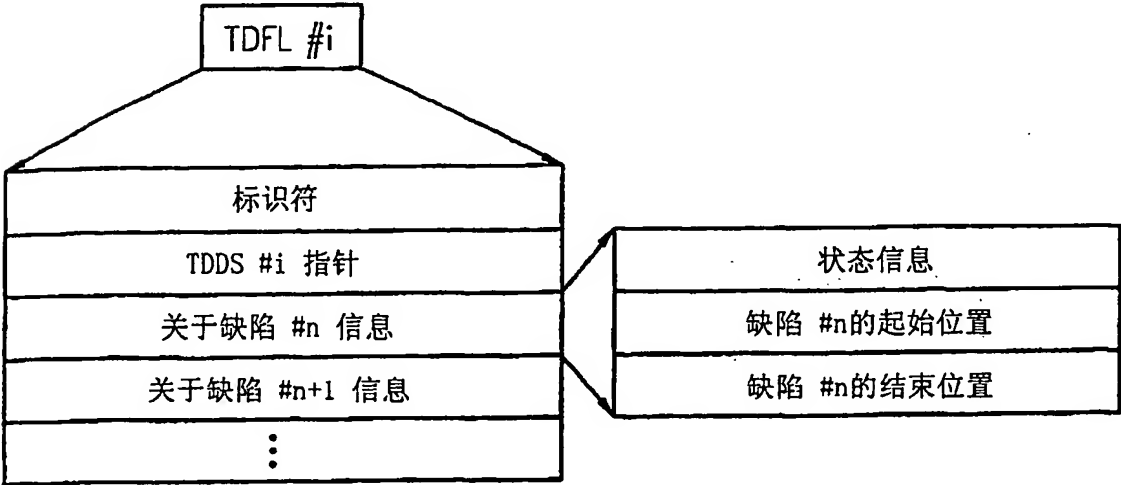 TDFL #i
标识符
TDDS #i 指针
关于缺陷 #n 信息
关于缺陷 #n+1 信息
⋮
状态信息
缺陷 #n的起始位置
缺陷 #n的结束位置